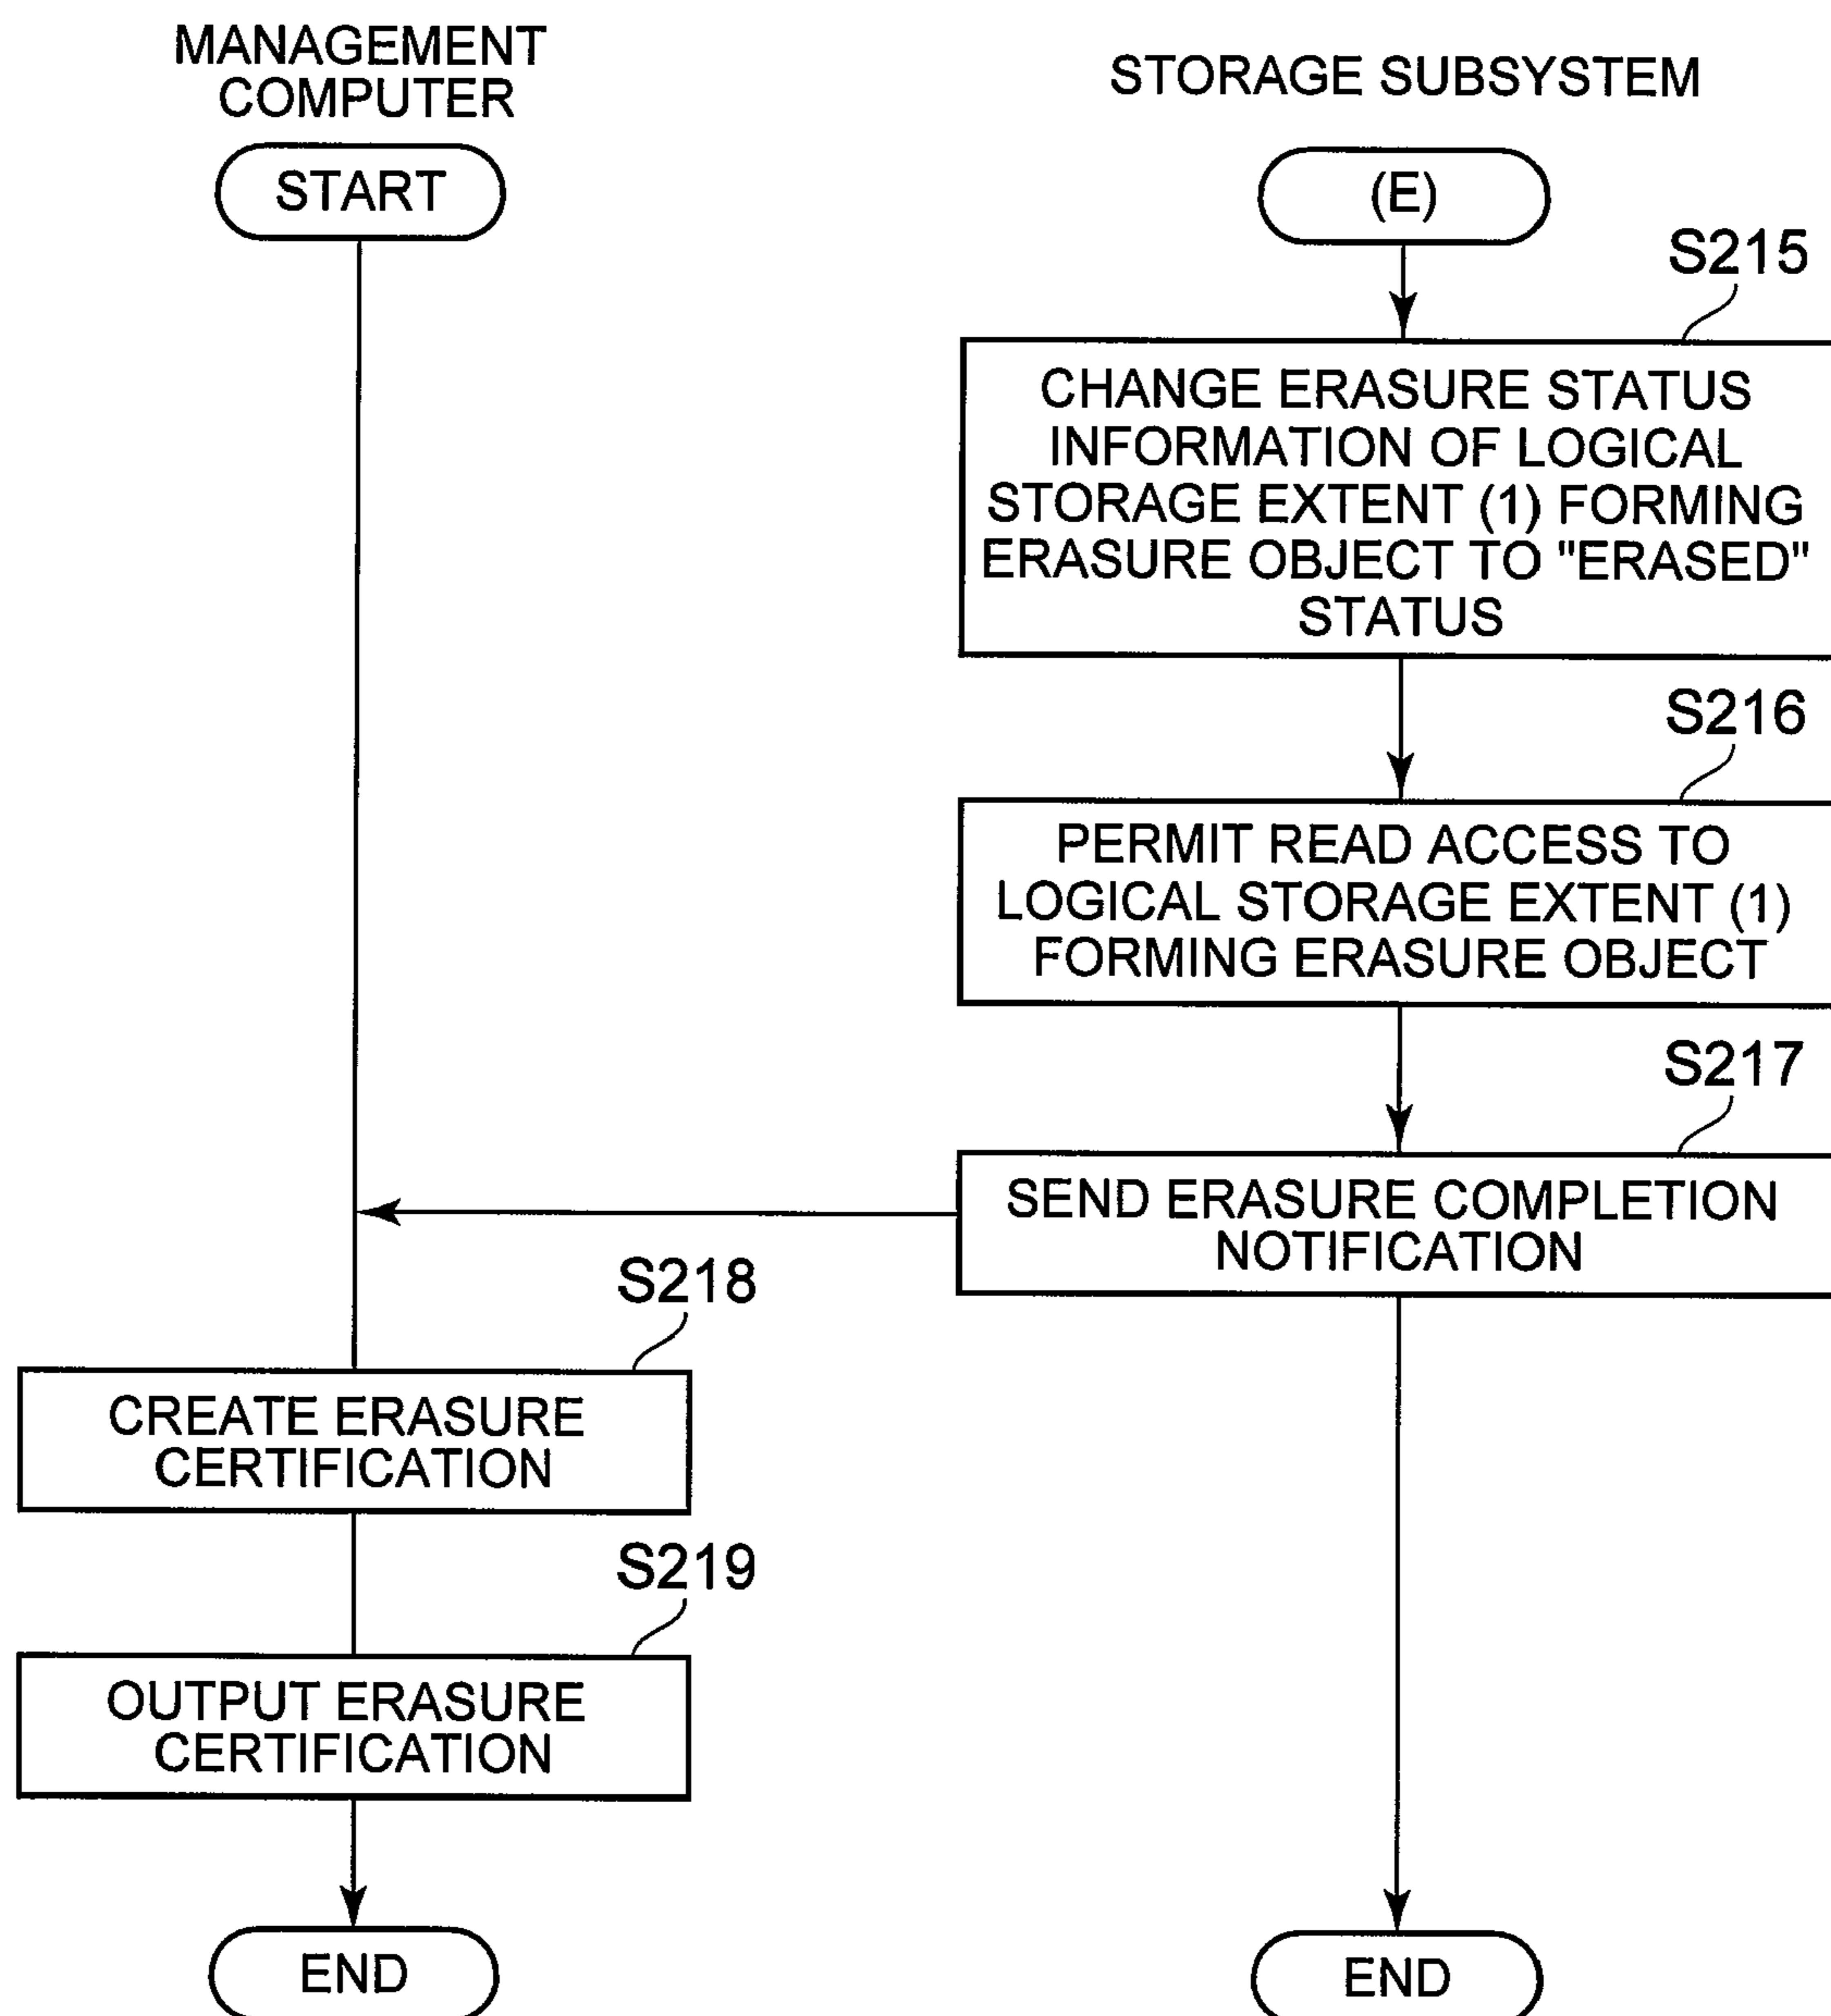 MANAGEMENT
COMPUTER
START
STORAGE SUBSYSTEM
(E)
S215
CHANGE ERASURE STATUS
INFORMATION OF LOGICAL
STORAGE EXTENT (1) FORMING
ERASURE OBJECT TO "ERASED"
STATUS
S216
PERMIT READ ACCESS TO
LOGICAL STORAGE EXTENT (1)
FORMING ERASURE OBJECT
S217
SEND ERASURE COMPLETION
NOTIFICATION
S218
CREATE ERASURE
CERTIFICATION
S219
OUTPUT ERASURE
CERTIFICATION
END
END